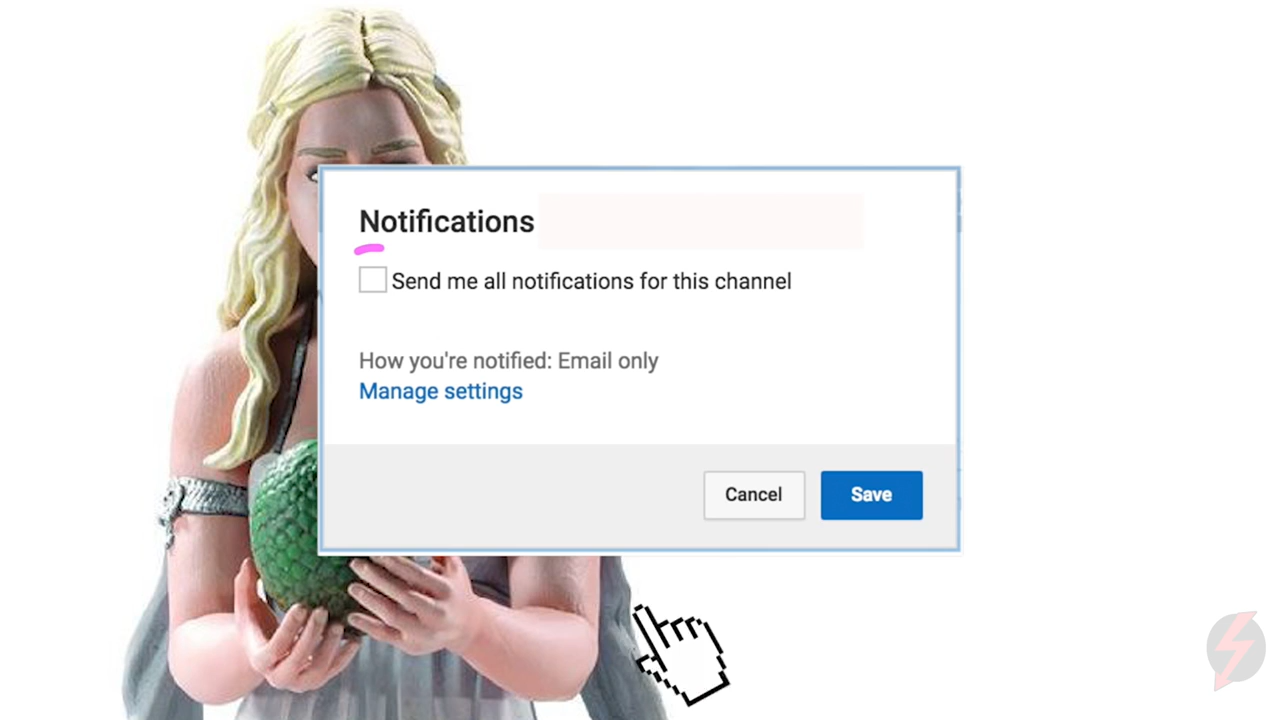 Notifications
Send me all notifications for this channel
How you're notified: Email only
Manage settings
Cancel
Save